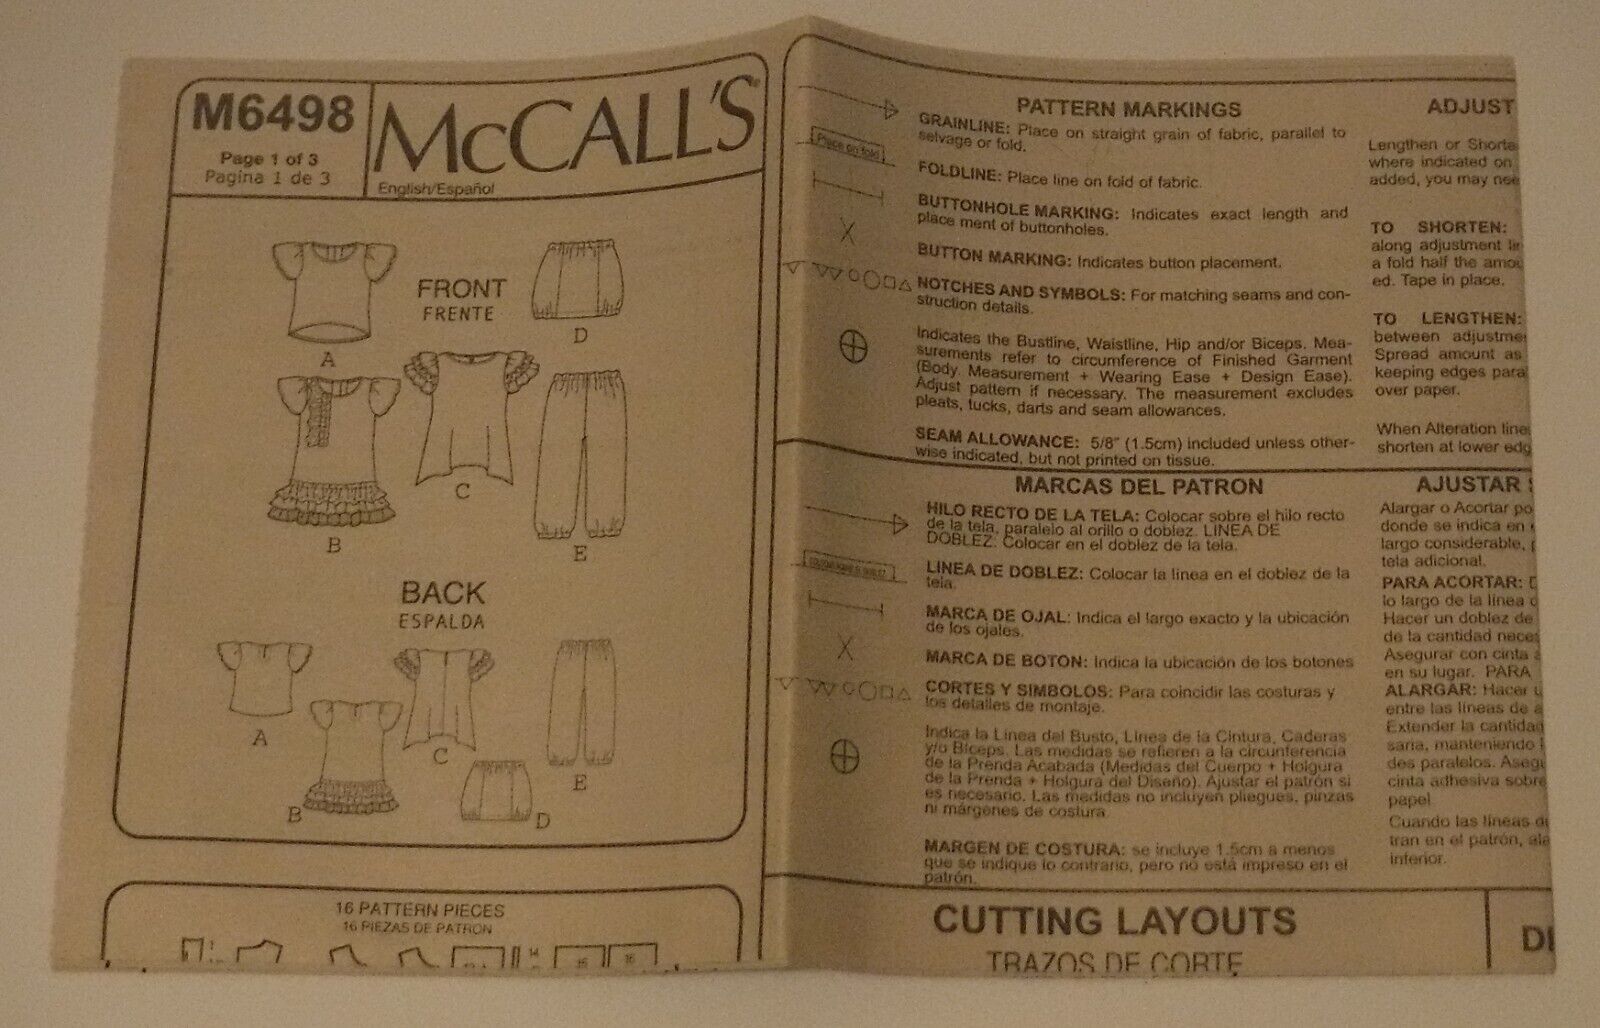 M6498
Page 1 of 3
Pagina 1 de 3
McCALL'S
English/Español
FRONT
FRENTE
A
D
B
C
E
BACK
ESPALDA
A
C
E
B
D
16 PATTERN PIECES
16 PIEZAS DE PATRON
14
16
PATTERN MARKINGS
Place on fold
GRAINLINE: Place on straight grain of fabric, parallel to
selvage or fold.
FOLDLINE: Place line on fold of fabric.
BUTTONHOLE MARKING: Indicates exact length and
place ment of buttonholes.
X
BUTTON MARKING: Indicates button placement.
NOTCHES AND SYMBOLS: For matching seams and con-
struction details.
Indicates the Bustline, Waistline, Hip and/or Biceps. Mea-
surements refer to circumference of Finished Garment
(Body Measurement + Wearing Ease + Design Ease).
Adjust pattern if necessary. The measurement excludes
pleats, tucks, darts and seam allowances.
SEAM ALLOWANCE: 5/8" (1.5cm) included unless other-
wise indicated, but not printed on tissue.
ADJUST
Lengthen or Shorte
where indicated on
added, you may nee
TO SHORTEN:
along adjustment
a fold half the amou
ed. Tape in place.
TO LENGTHEN:
between adjustme
Spread amount as
keeping edges para
over paper.
When Alteration line
shorten at lower edg
MARCAS DEL PATRON
HILO RECTO DE LA TELA: Colocar sobre el hilo recto
de la tela, paralelo al orillo o doblez. LINEA DE
DOBLEZ: Colocar en el doblez de la tela.
LINEA DE DOBLEZ: Colocar la linea en el doblez de la
tela.
MARCA DE OJAL: Indica el largo exacto y la ubicación
de los ojales.
X
MARCA DE BOTON: Indica la ubicación de los botones
CORTES Y SIMBOLOS: Para coincidir las costuras y
los detalles de montaje.
Indica la Linea del Busto, Linea de la Cintura, Caderas
y/o Biceps. Las medidas se refieren a la circunferencia
de la Prenda Acabada (Medidas del Cuerpo + Holgura
de la Prenda + Holgura del Diseño). Ajustar el patrón si
es necesario. Las medidas no incluyen pliegues, pinzas
ni márgenes de costura.
MARGEN DE COSTURA: se incluye 1.5cm a menos
que se indique lo contrario, pero no está impreso en el
patrón.
AJUSTAR
Alargar o Acortar po
donde se indica en
largo considerable,
tela adicional.
PARA ACORTAR:
lo largo de la linea
Hacer un doblez de
de la cantidad neces
Asegurar con cinta
en su lugar. PARA
ALARGAR: Hacer
entre las líneas de a
Extender la cantidad
saria, manteniendo
des paralelos. Asegu
cinta adhesiva sobre
papel
Cuando las líneas
tran en el patrón, ala
inferior.
CUTTING LAYOUTS
TRAZOS DE CORTE